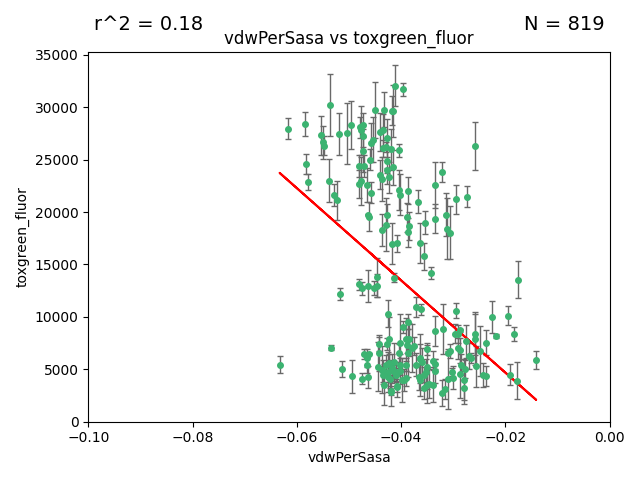 r^2 = 0.18
N = 819
vdwPerSasa vs toxgreen_fluor
35000
30000
25000
20000
15000
10000
5000
0
toxgreen_fluor
−0.10
−0.08
−0.06
−0.04
−0.02
0.00
vdwPerSasa